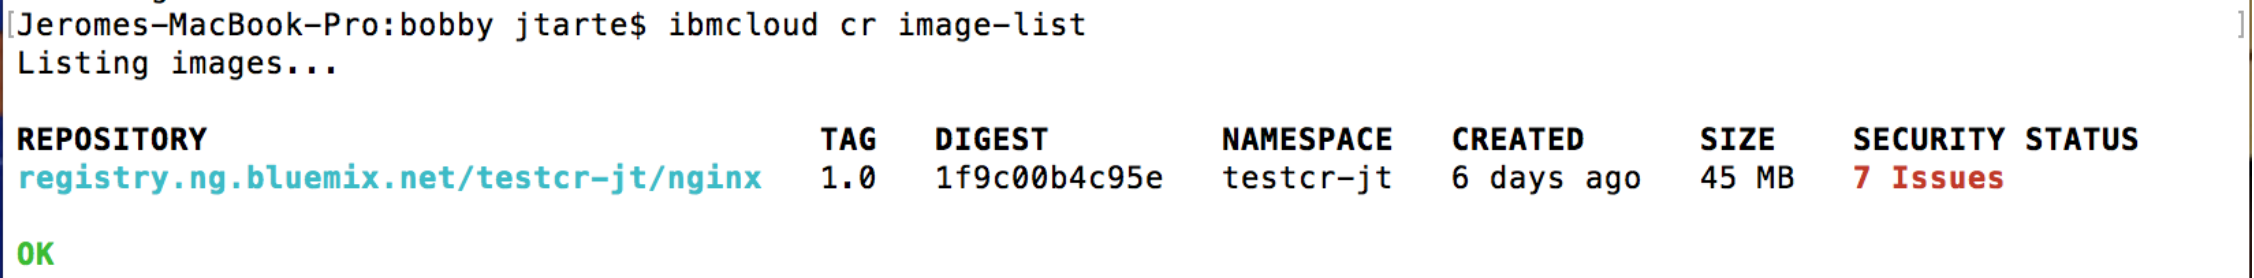 [Jeromes-MacBook-Pro:bobby jtarte$ ibmcloud cr image-list ]
Listing images...
REPOSITORY TAG DIGEST NAMESPACE CREATED SIZE SECURITY STATUS
registry.ng.bluemix.net/testcr-jt/nginx 1.0 1f9c00b4c95e testcr-jt 6 days ago 45 MB 7 Issues
OK